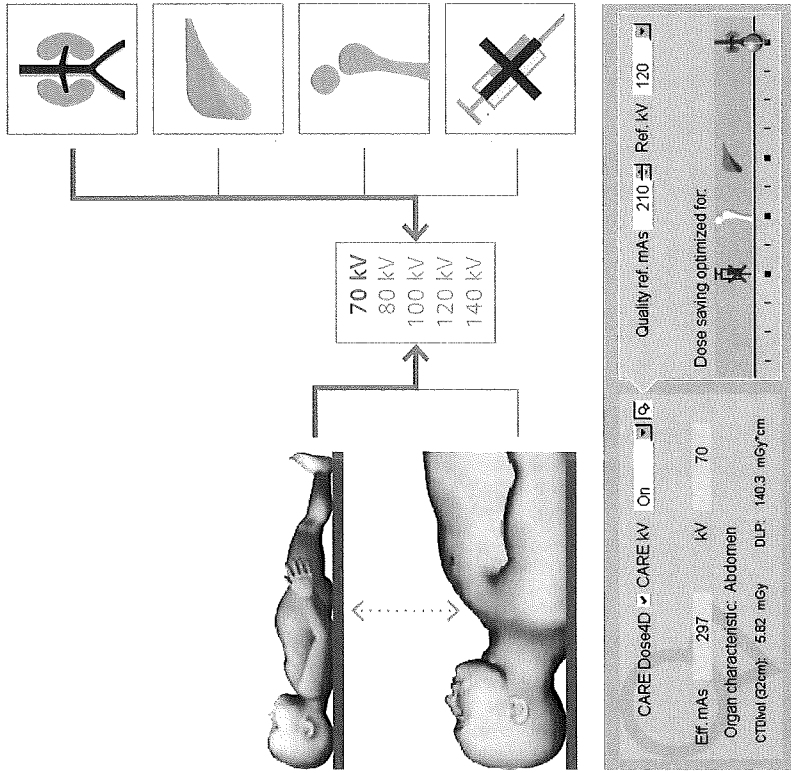 70 kV
80 kV
100 kV
120 kV
140 kV
CARE Dose4D ✔ CARE kV On
Eff. mAs 297 kV 70
Organ characteristic: Abdomen
CTDIvol (32cm): 5.82 mGy DLP: 140.3 mGy*cm
Quality ref. mAs 210 Ref. kV 120
Dose saving optimized for: